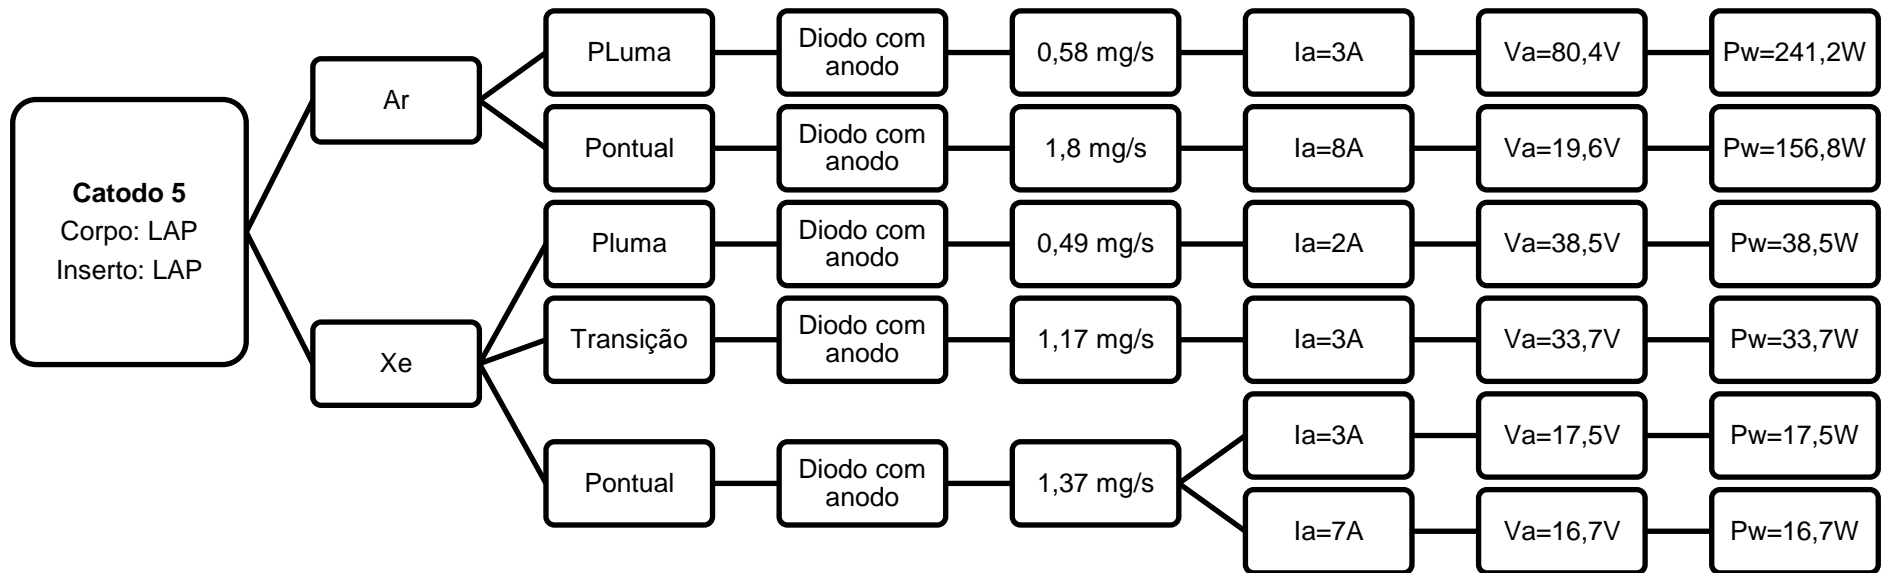 Catodo 5
Corpo: LAP
Inserto: LAP
Ar
PLuma
Diodo com
anodo
0,58 mg/s
Ia=3A
Va=80,4V
Pw=241,2W
Pontual
Diodo com
anodo
1,8 mg/s
Ia=8A
Va=19,6V
Pw=156,8W
Xe
Pluma
Diodo com
anodo
0,49 mg/s
Ia=2A
Va=38,5V
Pw=38,5W
Transição
Diodo com
anodo
1,17 mg/s
Ia=3A
Va=33,7V
Pw=33,7W
Pontual
Diodo com
anodo
1,37 mg/s
Ia=3A
Va=17,5V
Pw=17,5W
Ia=7A
Va=16,7V
Pw=16,7W